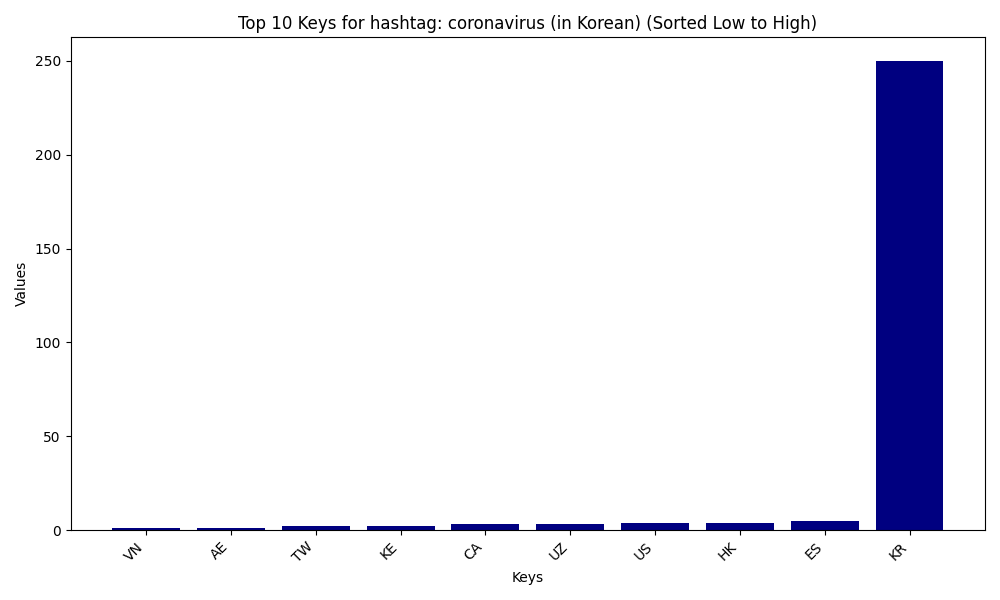 Top 10 Keys for hashtag: coronavirus (in Korean) (Sorted Low to High)
250
200
150
100
50
0
Values
VN
AE
TW
KE
CA
UZ
US
HK
ES
KR
Keys